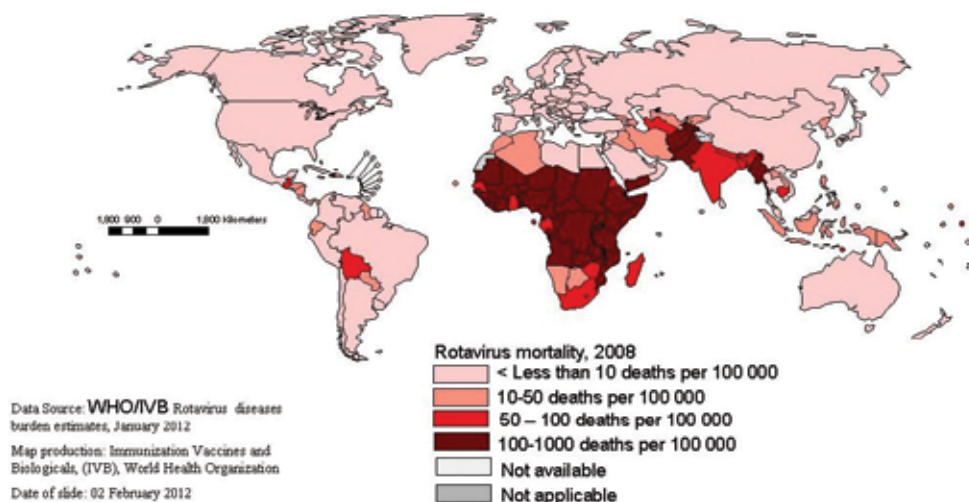 1,800 900 0 1,800 Kilometers
Rotavirus mortality, 2008
< Less than 10 deaths per 100 000
10-50 deaths per 100 000
50 – 100 deaths per 100 000
100-1000 deaths per 100 000
Not available
Not applicable
Data Source: WHO/IVB Rotavirus diseases
burden estimates, January 2012
Map production: Immunization Vaccines and
Biologicals, (IVB), World Health Organization
Date of slide: 02 February 2012